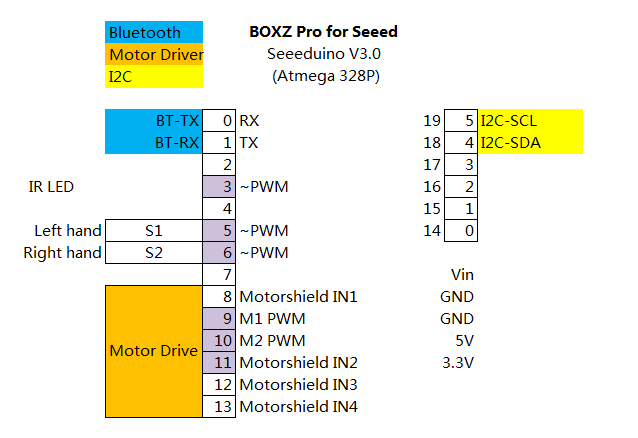 Bluetooth
BOXZ Pro for Seeed
Motor Driver
Seeeduino V3.0
I2C
(Atmega 328P)
BT-TX 0 RX 19 5 I2C-SCL
BT-RX 1 TX 18 4 I2C-SDA
2 17 3
IR LED 3 ~PWM 16 2
4 15 1
Left hand S1 5 ~PWM 14 0
Right hand S2 6 ~PWM
7 Vin
8 Motorshield IN1 GND
9 M1 PWM GND
10 M2 PWM 5V
Motor Drive 11 Motorshield IN2 3.3V
12 Motorshield IN3
13 Motorshield IN4